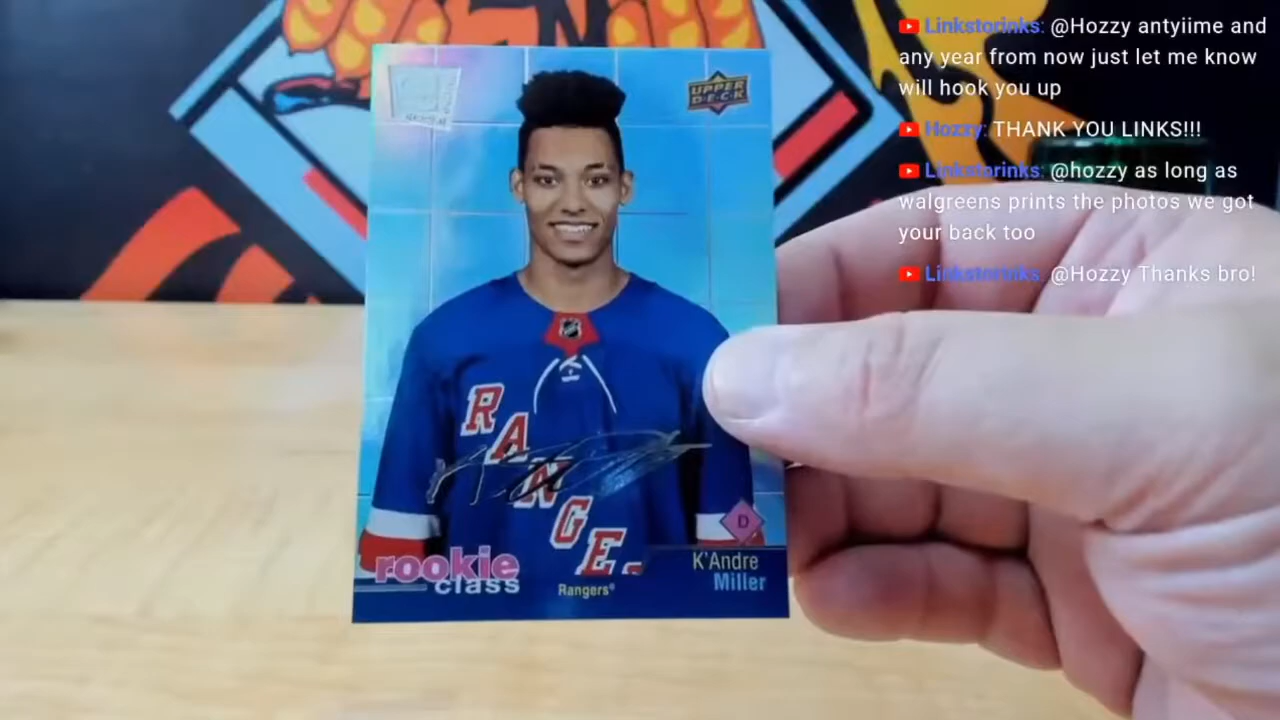 UPPER
DECK
RANGE
rookie
class
Rangers®
D
K'Andre
Miller
Linkstorinks: @Hozzy antyiime and
any year from now just let me know
will hook you up
Hozzy: THANK YOU LINKS!!!
Linkstorinks: @hozzy as long as
walgreens prints the photos we got
your back too
Linkstorinks: @Hozzy Thanks bro!